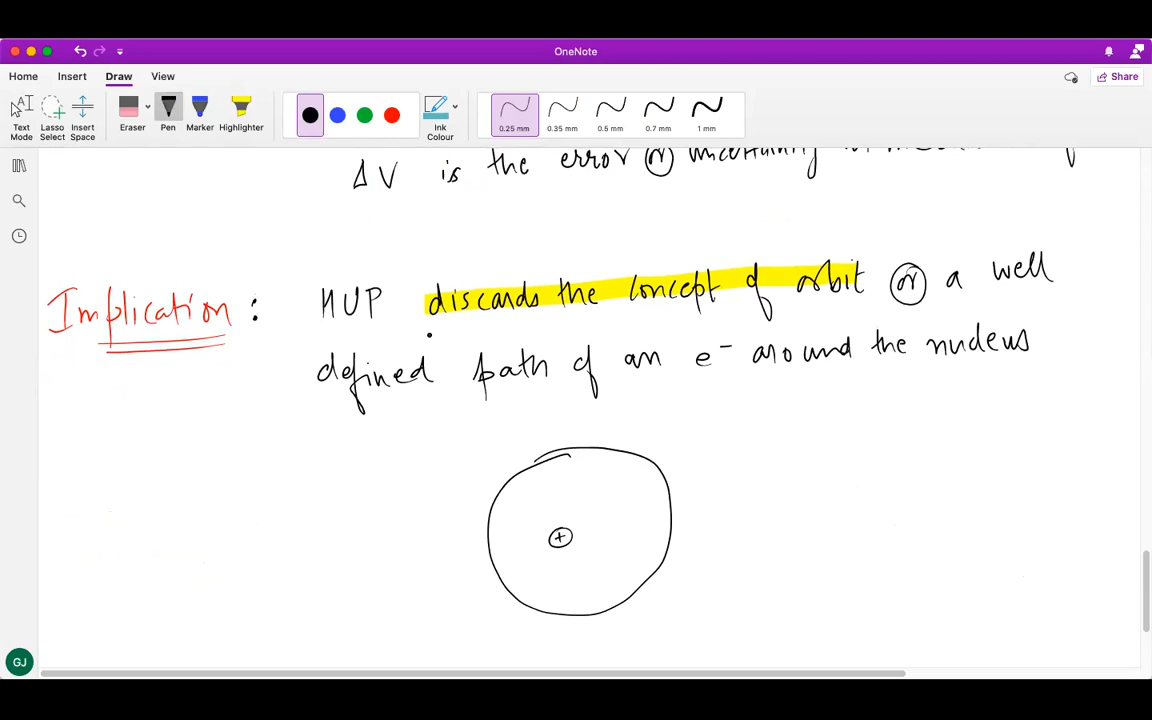 OneNote
Home Insert Draw View
Share
Text Mode
Lasso Select
Insert Space
Eraser
Pen
Marker
Highlighter
Ink Colour
0.25 mm
0.35 mm
0.5 mm
0.7 mm
1 mm
ΔV is the error or uncertainty in
Implication : HUP discards the concept of orbit or a well
defined path of an e⁻ around the nucleus
+
GJ